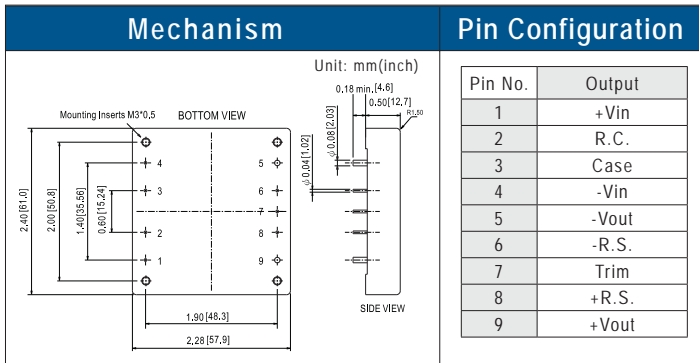 Mechanism
Pin Configuration
Unit: mm(inch)
0.18 min.[4.6]
0.50[12,7]
R1.50
Mounting Inserts M3*0.5
BOTTOM VIEW
ϕ0.08[2.03]
ϕ0.04[1.02]
4
5
3
6
7
2
8
1
9
2.40[61.0]
2.00[50.8]
1.40[35.56]
0.60[15.24]
1.90[48.3]
2,28[57.9]
SIDE VIEW
Pin No. Output
1 +Vin
2 R.C.
3 Case
4 -Vin
5 -Vout
6 -R.S.
7 Trim
8 +R.S.
9 +Vout